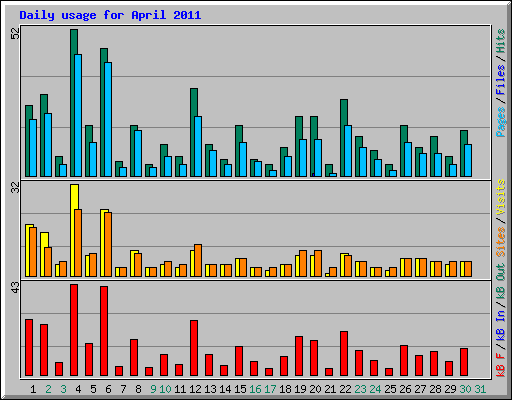 Daily usage for April 2011
52
Pages / Files / Hits
32
Sites / Visits
43
kB F / kB In / kB Out
1 2 3 4 5 6 7 8 9 10 11 12 13 14 15 16 17 18 19 20 21 22 23 24 25 26 27 28 29 30 31